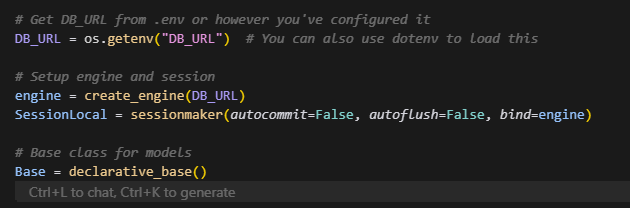 # Get DB_URL from .env or however you've configured it
DB_URL = os.getenv("DB_URL")  # You can also use dotenv to load this
# Setup engine and session
engine = create_engine(DB_URL)
SessionLocal = sessionmaker(autocommit=False, autoflush=False, bind=engine)
# Base class for models
Base = declarative_base()
Ctrl+L to chat, Ctrl+K to generate